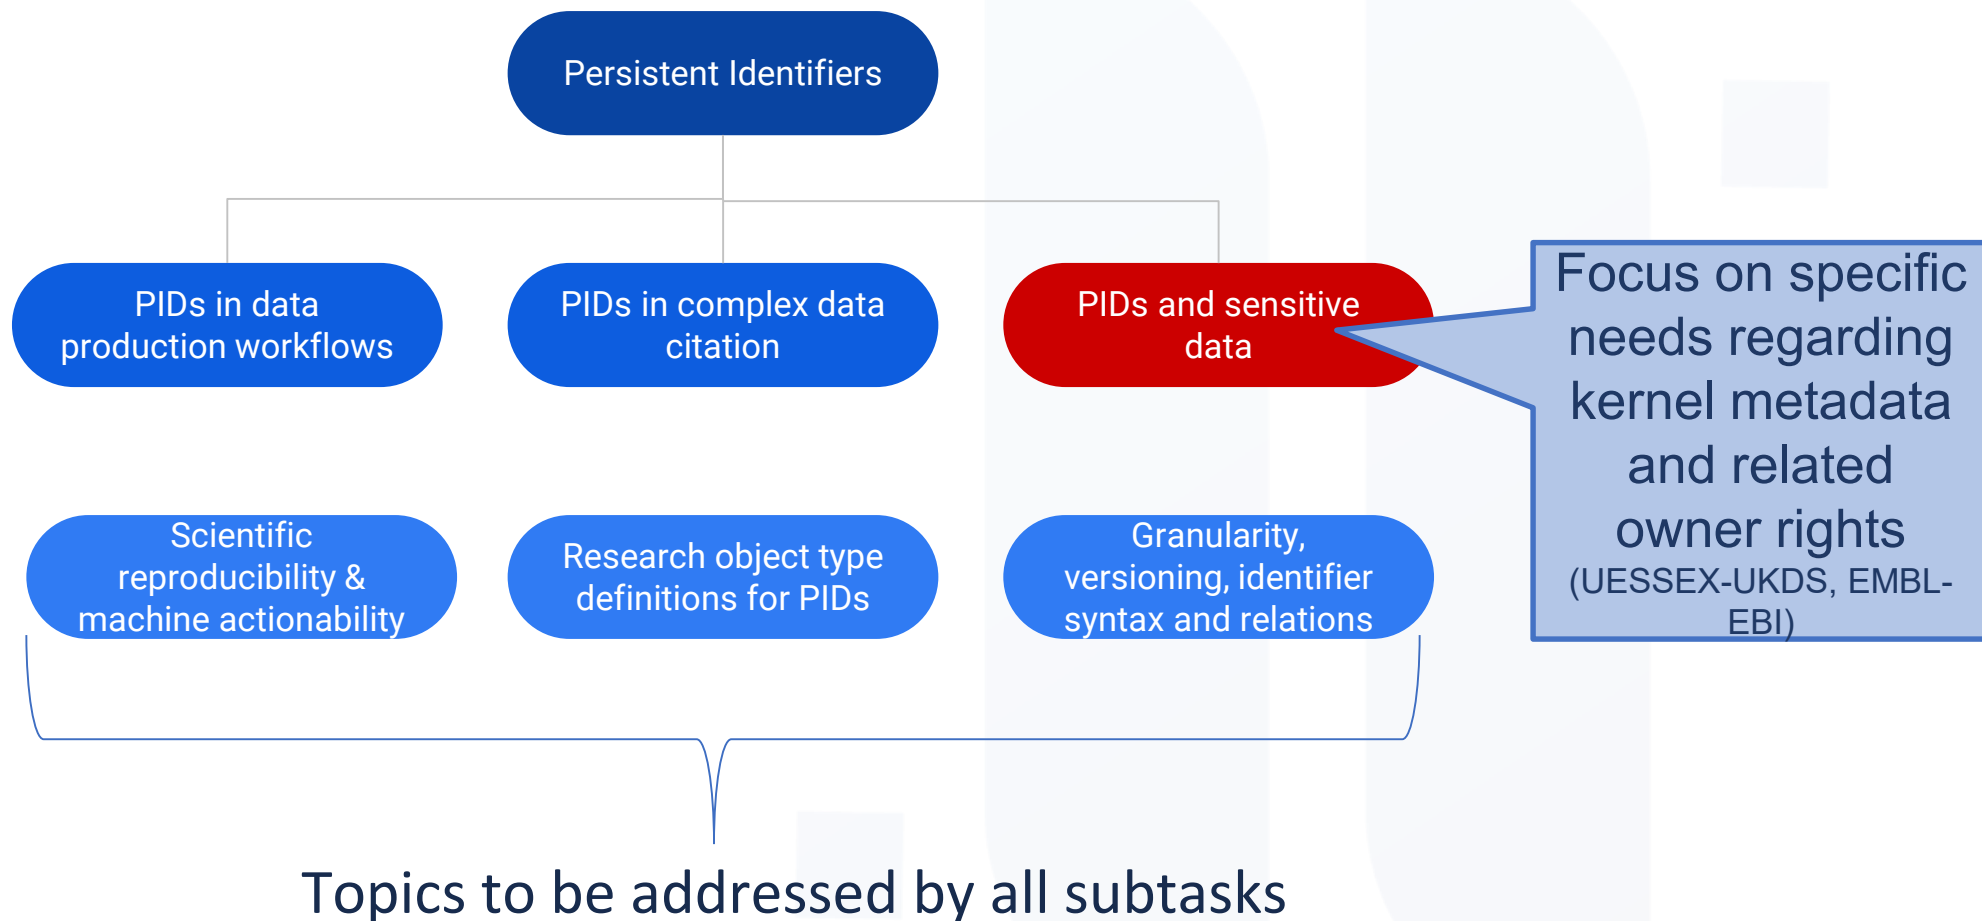 Persistent Identifiers
PIDs in data
production workflows
PIDs in complex data
citation
PIDs and sensitive
data
Focus on specific
needs regarding
kernel metadata
and related
owner rights
(UESSEX-UKDS, EMBL-
EBI)
Scientific
reproducibility &
machine actionability
Research object type
definitions for PIDs
Granularity,
versioning, identifier
syntax and relations
Topics to be addressed by all subtasks